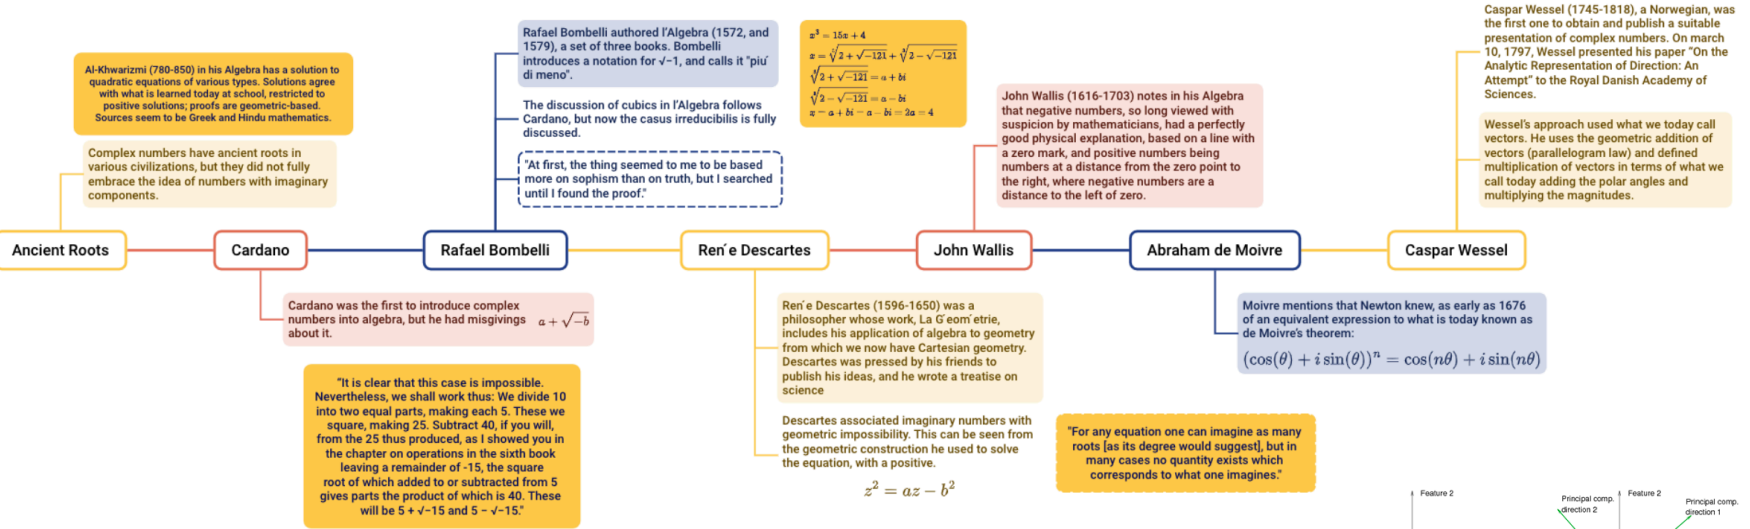 Al-Khwarizmi (780-850) in his Algebra has a solution to
quadratic equations of various types. Solutions agree
with what is learned today at school, restricted to
positive solutions; proofs are geometric-based.
Sources seem to be Greek and Hindu mathematics.
Complex numbers have ancient roots in
various civilizations, but they did not fully
embrace the idea of numbers with imaginary
components.
Rafael Bombelli authored l'Algebra (1572, and
1579), a set of three books. Bombelli
introduces a notation for √−1, and calls it "piu´
di meno".
The discussion of cubics in l'Algebra follows
Cardano, but now the casus irreducibilis is fully
discussed.
"At first, the thing seemed to me to be based
more on sophism than on truth, but I searched
until I found the proof."
x³ = 15x + 4
x = ∛(2 + √−121) + ∛(2 − √−121)
∛(2 + √−121) = a + bi
∛(2 − √−121) = a − bi
x = a + bi − a − bi = 2a = 4
John Wallis (1616-1703) notes in his Algebra
that negative numbers, so long viewed with
suspicion by mathematicians, had a perfectly
good physical explanation, based on a line with
a zero mark, and positive numbers being
numbers at a distance from the zero point to
the right, where negative numbers are a
distance to the left of zero.
Caspar Wessel (1745-1818), a Norwegian, was
the first one to obtain and publish a suitable
presentation of complex numbers. On march
10, 1797, Wessel presented his paper "On the
Analytic Representation of Direction: An
Attempt" to the Royal Danish Academy of
Sciences.
Wessel's approach used what we today call
vectors. He uses the geometric addition of
vectors (parallelogram law) and defined
multiplication of vectors in terms of what we
call today adding the polar angles and
multiplying the magnitudes.
Ancient Roots
Cardano
Rafael Bombelli
Ren´e Descartes
John Wallis
Abraham de Moivre
Caspar Wessel
Cardano was the first to introduce complex
numbers into algebra, but he had misgivings
about it.
a + √−b
"It is clear that this case is impossible.
Nevertheless, we shall work thus: We divide 10
into two equal parts, making each 5. These we
square, making 25. Subtract 40, if you will,
from the 25 thus produced, as I showed you in
the chapter on operations in the sixth book
leaving a remainder of -15, the square
root of which added to or subtracted from 5
gives parts the product of which is 40. These
will be 5 + √−15 and 5 − √−15."
Ren´e Descartes (1596-1650) was a
philosopher whose work, La G´eom´etrie,
includes his application of algebra to geometry
from which we now have Cartesian geometry.
Descartes was pressed by his friends to
publish his ideas, and he wrote a treatise on
science
Descartes associated imaginary numbers with
geometric impossibility. This can be seen from
the geometric construction he used to solve
the equation, with a positive.
z² = az − b²
"For any equation one can imagine as many
roots [as its degree would suggest], but in
many cases no quantity exists which
corresponds to what one imagines."
Moivre mentions that Newton knew, as early as 1676
of an equivalent expression to what is today known as
de Moivre's theorem:
(cos(θ) + i sin(θ))ⁿ = cos(nθ) + i sin(nθ)
Feature 2
Principal comp.
direction 2
Feature 2
Principal comp.
direction 1